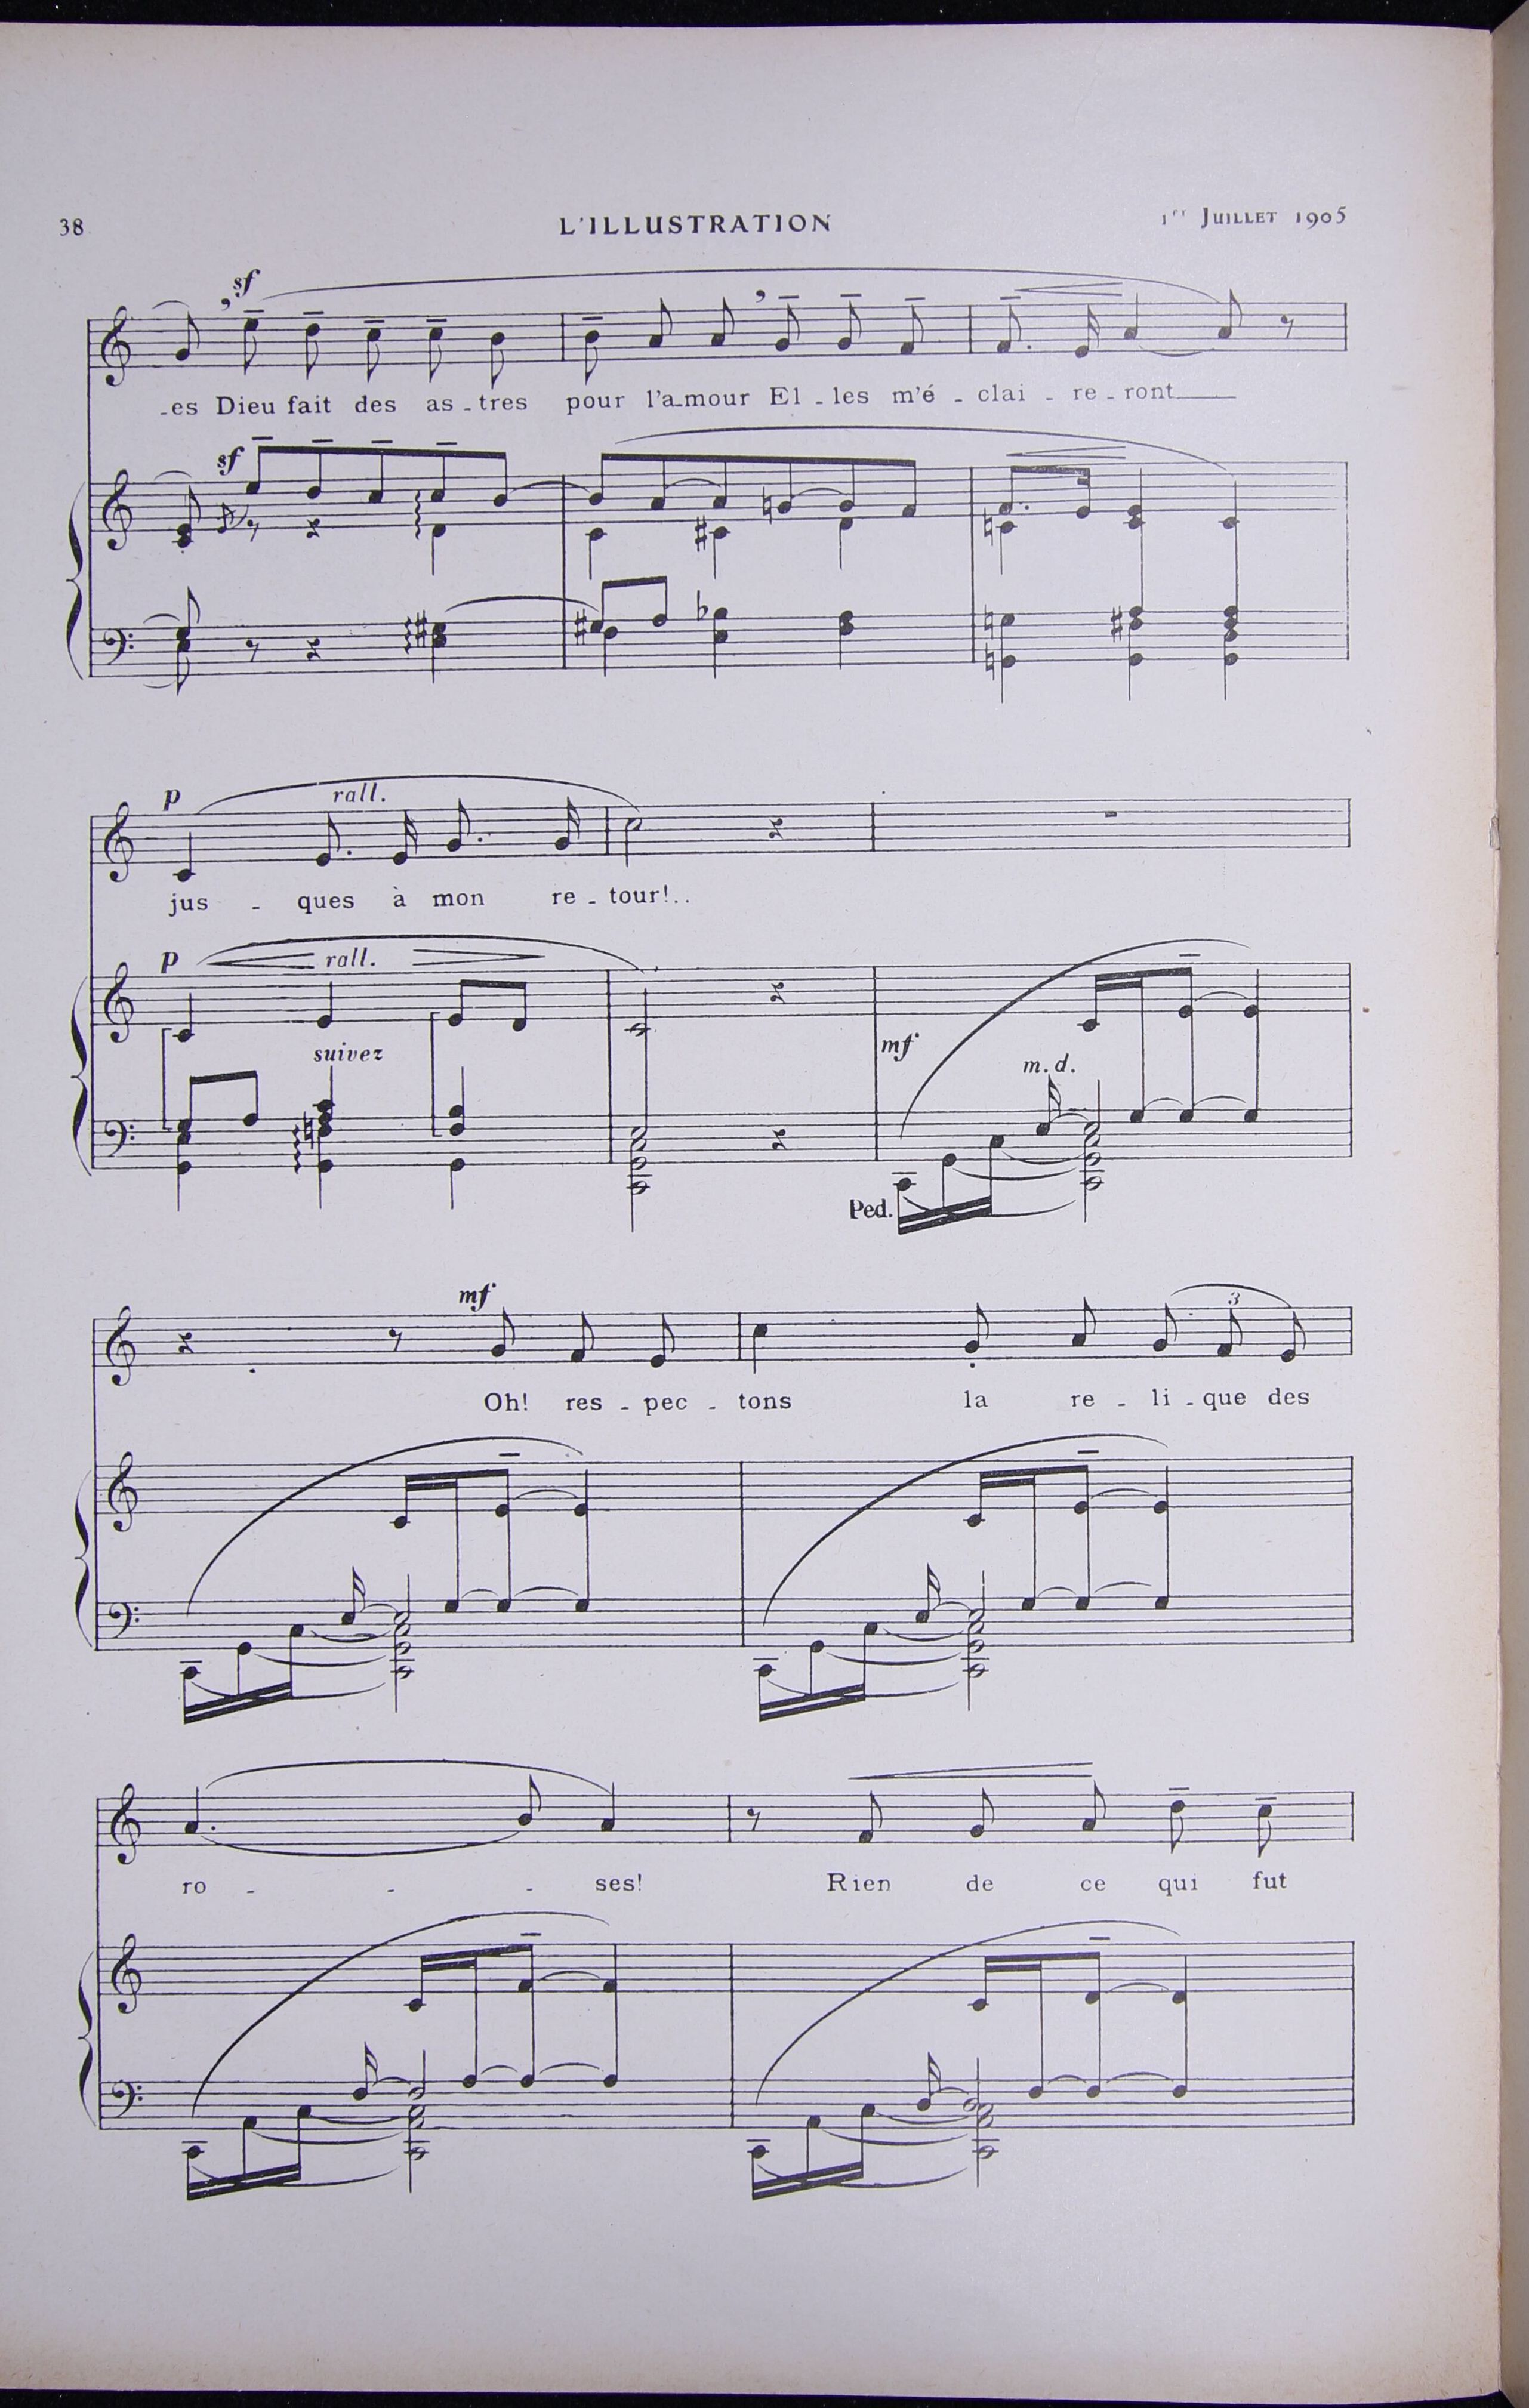 38
L'ILLUSTRATION
1er JUILLET 1905
sf
-es Dieu fait des as-tres pour l'a-mour El-les m'é-clai-re-ront
sf
p
rall.
jus-ques à mon re-tour!..
p
rall.
suivez
mf
m.d.
Ped.
mf
3
Oh! res-pec-tons la re-li-que des
ro---ses! Rien de ce qui fut